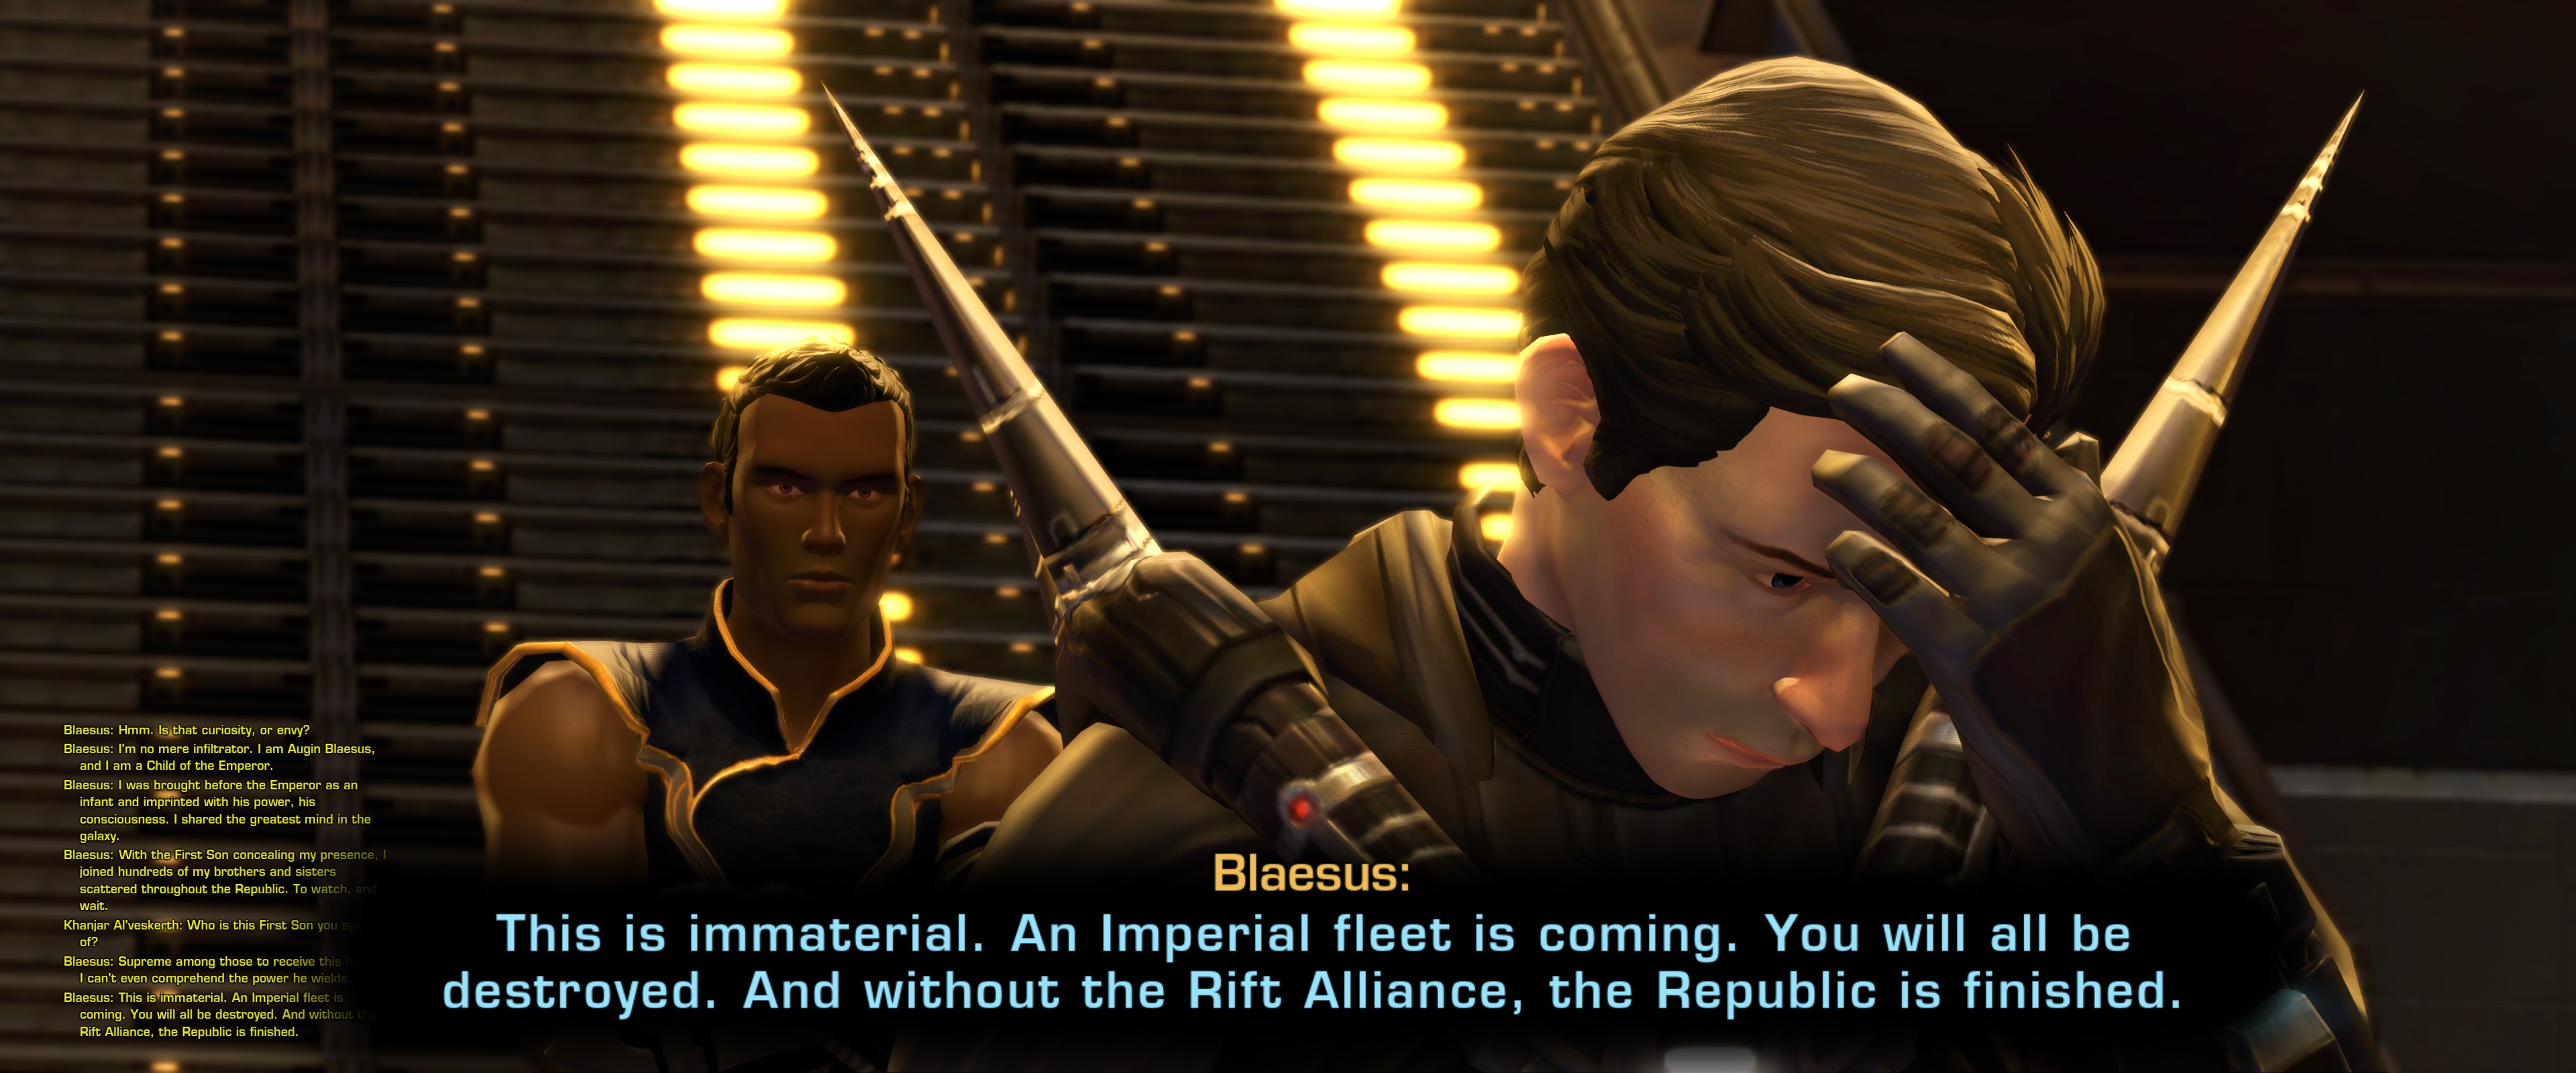 Blaesus: Hmm. Is that curiosity, or envy?
Blaesus: I'm no mere infiltrator. I am Augin Blaesus,
and I am a Child of the Emperor.
Blaesus: I was brought before the Emperor as an
infant and imprinted with his power, his
consciousness. I shared the greatest mind in the
galaxy.
Blaesus: With the First Son concealing my presence, I
joined hundreds of my brothers and sisters
scattered throughout the Republic. To watch, and
wait.
Khanjar Al'veskerth: Who is this First Son you
of?
Blaesus: Supreme among those to receive this
I can't even comprehend the power he wields
Blaesus: This is immaterial. An Imperial fleet is
coming. You will all be destroyed. And without the
Rift Alliance, the Republic is finished.
Blaesus:
This is immaterial. An Imperial fleet is coming. You will all be
destroyed. And without the Rift Alliance, the Republic is finished.